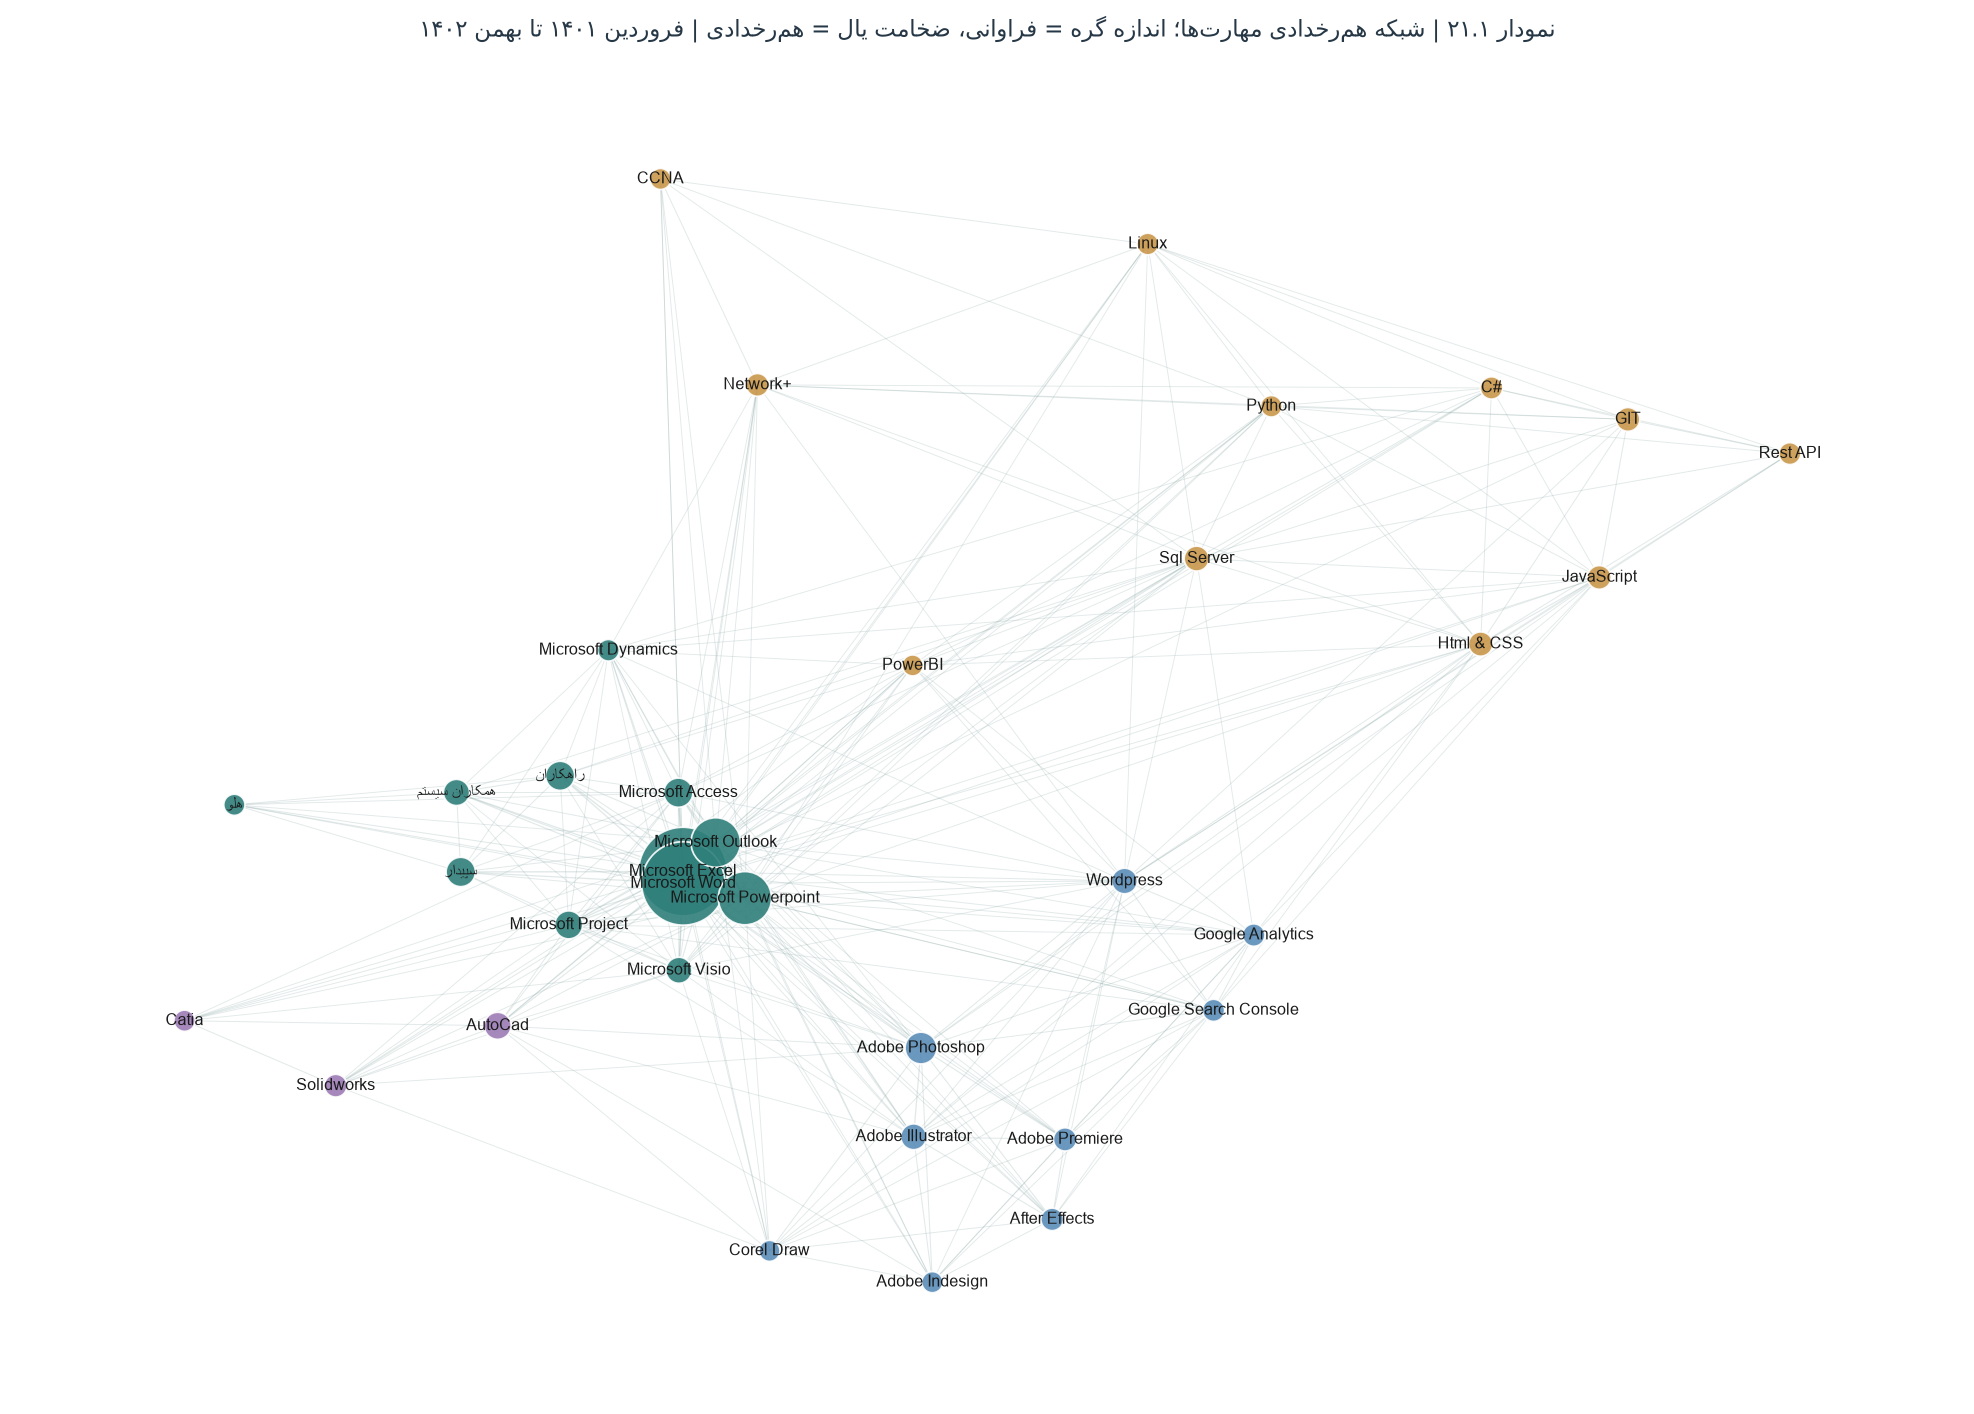 نمودار ۲۱.۱ | شبکه هم‌رخدادی مهارت‌ها؛ اندازه گره = فراوانی، ضخامت یال = هم‌رخدادی | فروردین ۱۴۰۱ تا بهمن ۱۴۰۲
CCNA
Linux
Network+
C#
Python
GIT
Rest API
Sql Server
JavaScript
Html & CSS
Microsoft Dynamics
PowerBI
راهکاران
همکاران سیستم
Microsoft Access
هلو
Microsoft Outlook
سپیدار
Microsoft Excel
Microsoft Word
Microsoft Powerpoint
Wordpress
Microsoft Project
Google Analytics
Microsoft Visio
Google Search Console
Catia
AutoCad
Adobe Photoshop
Solidworks
Adobe Illustrator
Adobe Premiere
After Effects
Corel Draw
Adobe Indesign